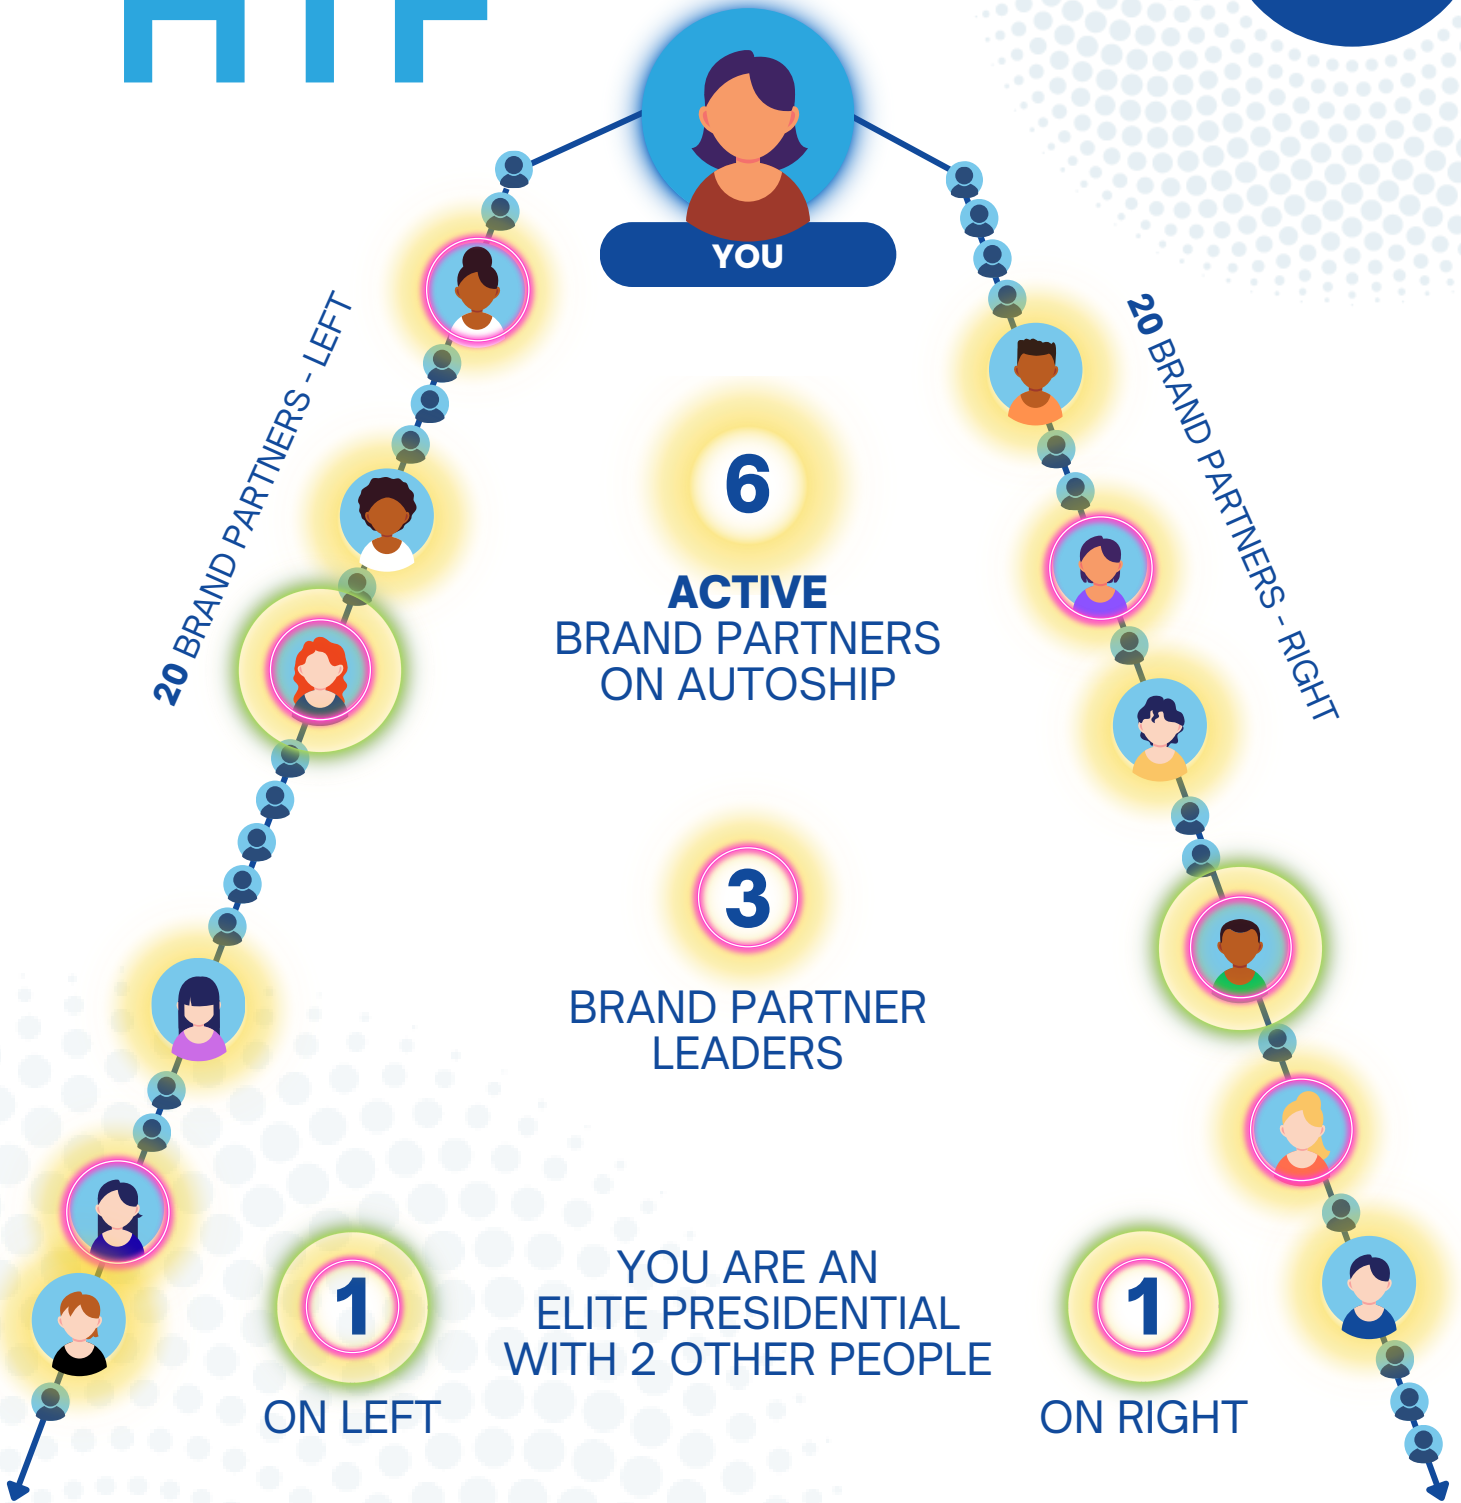 YOU
20 BRAND PARTNERS - LEFT
20 BRAND PARTNERS - RIGHT
6
ACTIVE
BRAND PARTNERS
ON AUTOSHIP
3
BRAND PARTNER
LEADERS
1
ON LEFT
YOU ARE AN
ELITE PRESIDENTIAL
WITH 2 OTHER PEOPLE
1
ON RIGHT